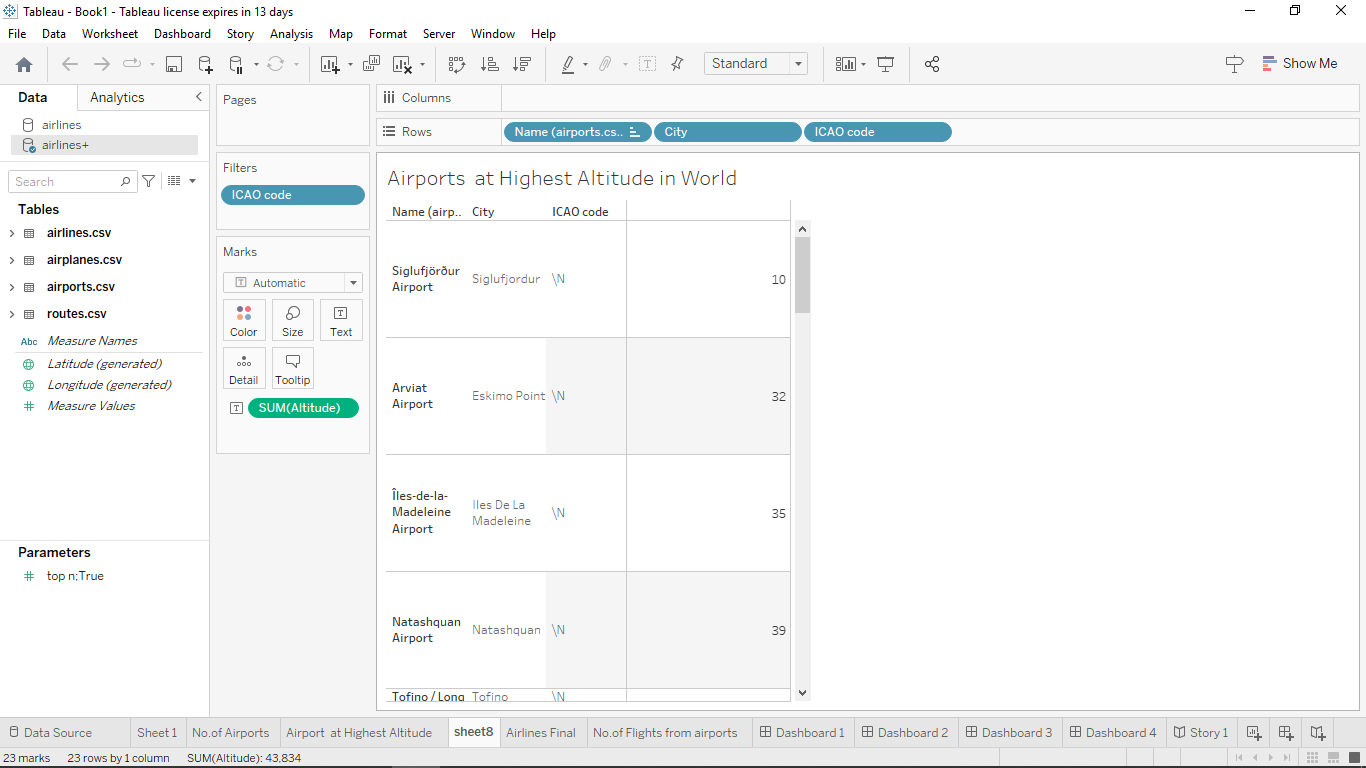 Tableau - Book1 - Tableau license expires in 13 days
File Data Worksheet Dashboard Story Analysis Map Format Server Window Help
Standard
Show Me
Data Analytics
airlines
airlines+
Search
Tables
airlines.csv
airplanes.csv
airports.csv
routes.csv
Abc Measure Names
Latitude (generated)
Longitude (generated)
Measure Values
Parameters
top n;True
Pages
Filters
ICAO code
Marks
Automatic
Color Size Text
Detail Tooltip
SUM(Altitude)
Columns
Rows Name (airports.cs.. City ICAO code
Airports at Highest Altitude in World
Name (airp.. City ICAO code
Siglufjörður Airport Siglufjordur \N 10
Arviat Airport Eskimo Point \N 32
Îles-de-la-Madeleine Airport Iles De La Madeleine \N 35
Natashquan Airport Natashquan \N 39
Tofino / Long Tofino \N
Data Source Sheet 1 No.of Airports Airport at Highest Altitude sheet8 Airlines Final No.of Flights from airports Dashboard 1 Dashboard 2 Dashboard 3 Dashboard 4 Story 1
23 marks 23 rows by 1 column SUM(Altitude): 43,834